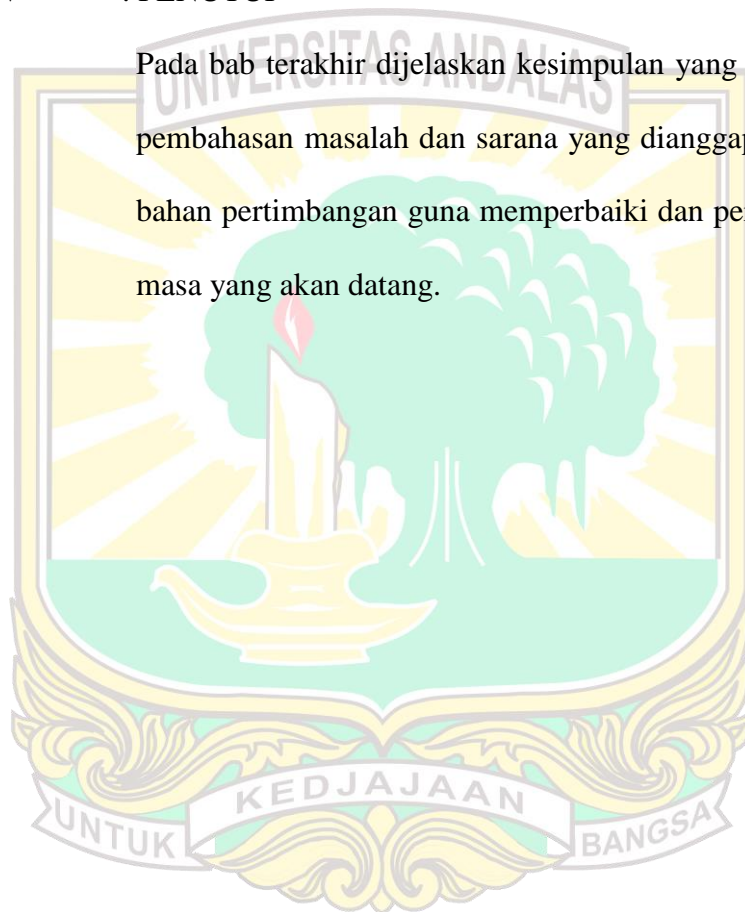 UNIVERSITAS ANDALAS
Pada bab terakhir dijelaskan kesimpulan yang
pembahasan masalah dan sarana yang dianggap
bahan pertimbangan guna memperbaiki dan
masa yang akan datang.
UNTUK KEDJAJAAN BANGSA